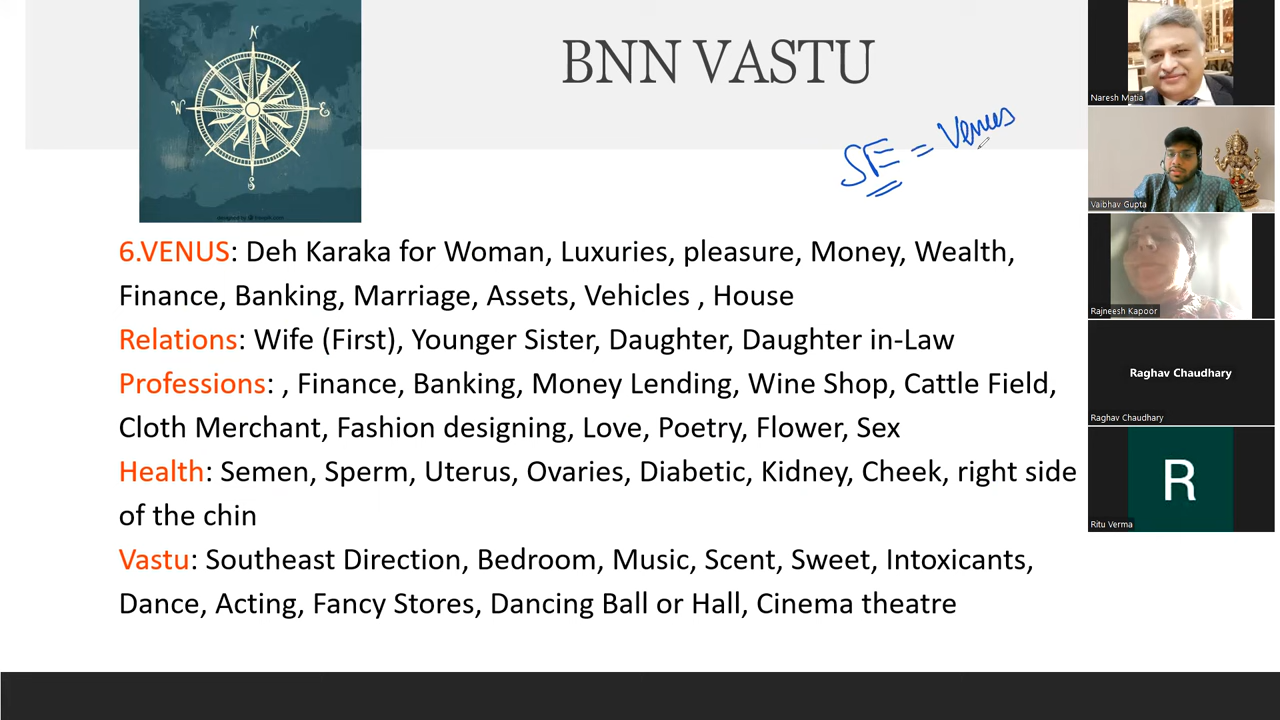 N
W
E
S
BNN VASTU
SE = Venus
6.VENUS: Deh Karaka for Woman, Luxuries, pleasure, Money, Wealth,
Finance, Banking, Marriage, Assets, Vehicles , House
Relations: Wife (First), Younger Sister, Daughter, Daughter in-Law
Professions: , Finance, Banking, Money Lending, Wine Shop, Cattle Field,
Cloth Merchant, Fashion designing, Love, Poetry, Flower, Sex
Health: Semen, Sperm, Uterus, Ovaries, Diabetic, Kidney, Cheek, right side
of the chin
Vastu: Southeast Direction, Bedroom, Music, Scent, Sweet, Intoxicants,
Dance, Acting, Fancy Stores, Dancing Ball or Hall, Cinema theatre
Naresh Matia
Vaibhav Gupta
Rajneesh Kapoor
Raghav Chaudhary
Raghav Chaudhary
R
Ritu Verma